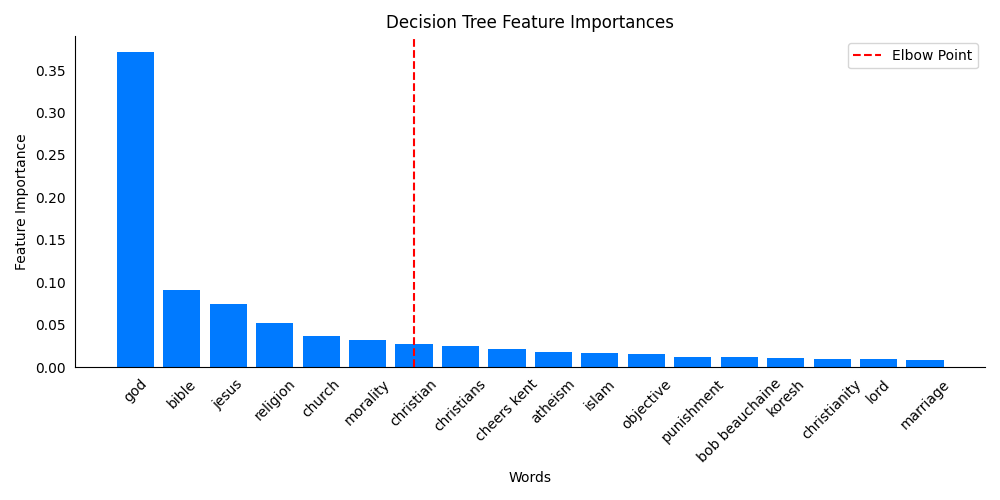 Decision Tree Feature Importances
Elbow Point
Feature Importance
0.35
0.30
0.25
0.20
0.15
0.10
0.05
0.00
god
bible
jesus
religion
church
morality
christian
christians
cheers kent
atheism
islam
objective
punishment
bob beauchaine
koresh
christianity
lord
marriage
Words